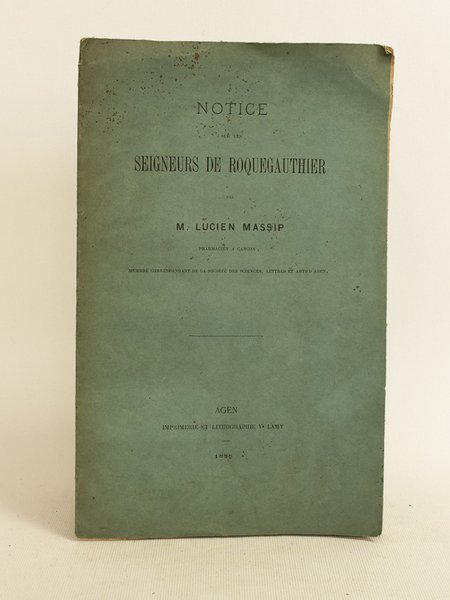 NOTICE
SUR LES
SEIGNEURS DE ROQUEGAUTHIER
PAR
M. LUCIEN MASSIP
PHARMACIEN A CANCON,
MEMBRE CORRESPONDANT DE LA SOCIÉTÉ DES SCIENCES, LETTRES ET ARTS D'AGEN.
AGEN
IMPRIMERIE ET LITHOGRAPHIE Ve LAMY